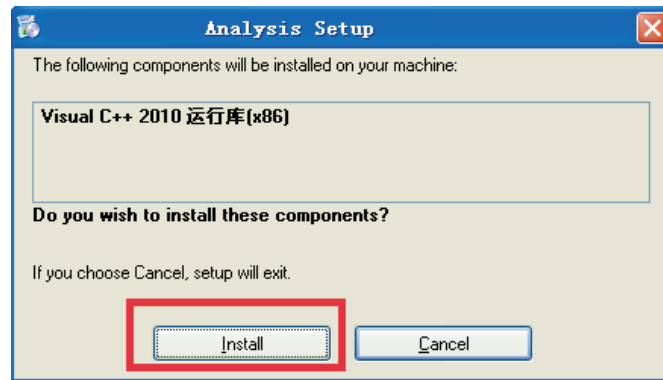 Analysis Setup
The following components will be installed on your machine:
Visual C++ 2010 运行库(x86)
Do you wish to install these components?
If you choose Cancel, setup will exit.
Install
Cancel